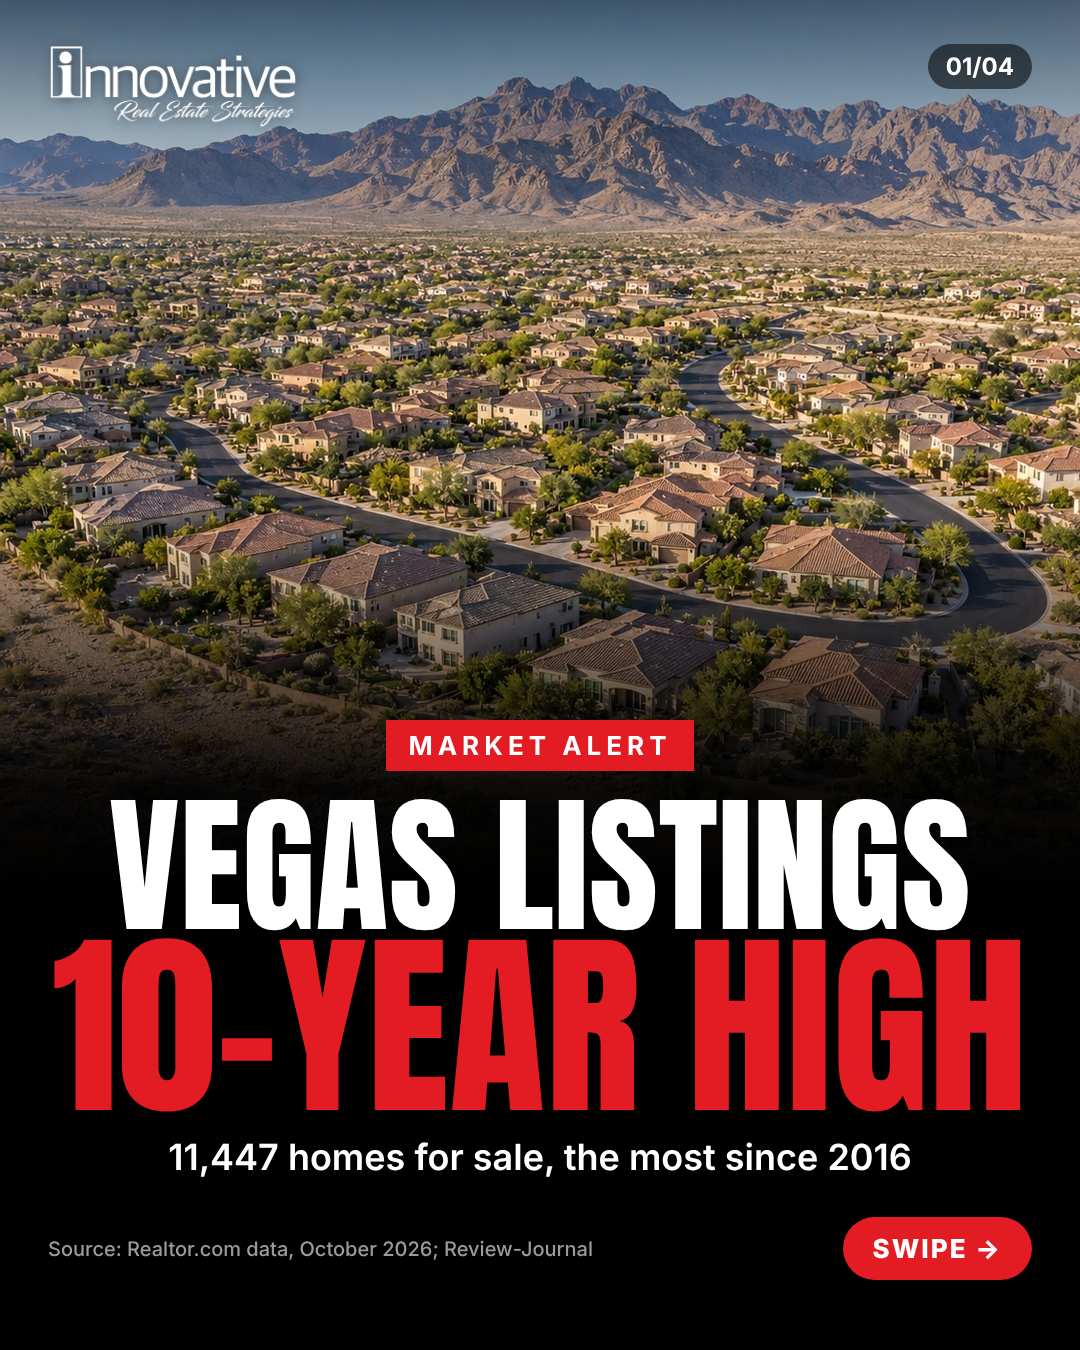 innovative
Real Estate Strategies
01/04
MARKET ALERT
VEGAS LISTINGS
10-YEAR HIGH
11,447 homes for sale, the most since 2016
Source: Realtor.com data, October 2026; Review-Journal
SWIPE →